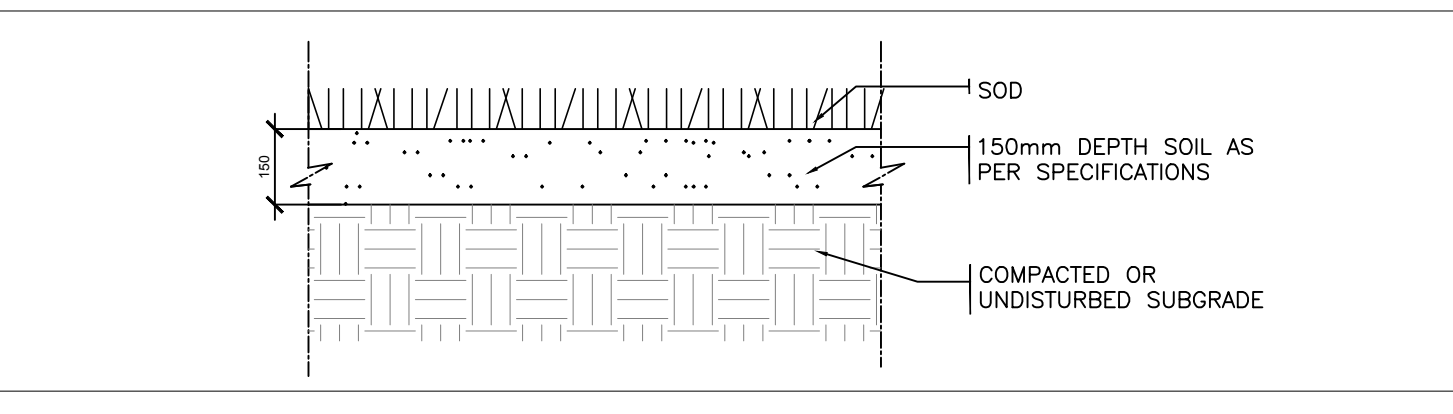 SOD
150
150mm DEPTH SOIL AS
PER SPECIFICATIONS
COMPACTED OR
UNDISTURBED SUBGRADE